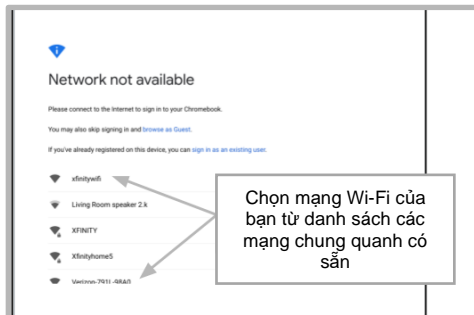 Network not available
Please connect to the Internet to sign in to your Chromebook.
You may also skip signing in and browse as Guest.
If you've already registered on this device, you can sign in as an existing user.
xfinitywifi
Living Room speaker 2.k
XFINITY
Xfinityhome5
Verizon-791L-98A0
Chọn mạng Wi-Fi của
bạn từ danh sách các
mạng chung quanh có
sẵn